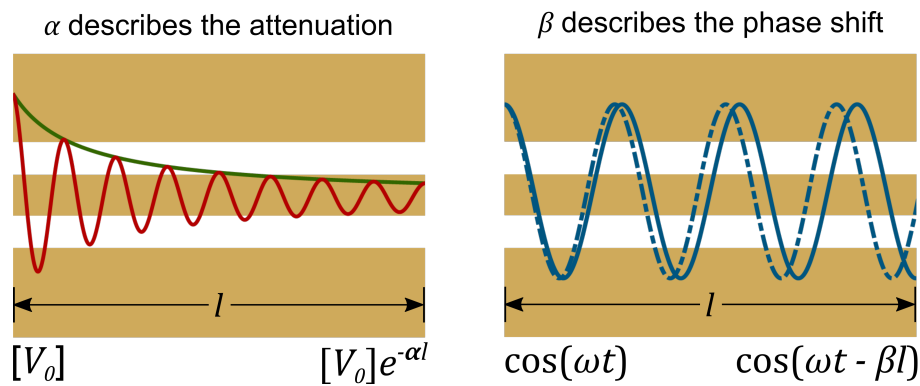 α describes the attenuation
l
[V₀]
[V₀]e^-αl
β describes the phase shift
l
cos(ωt)
cos(ωt - βl)